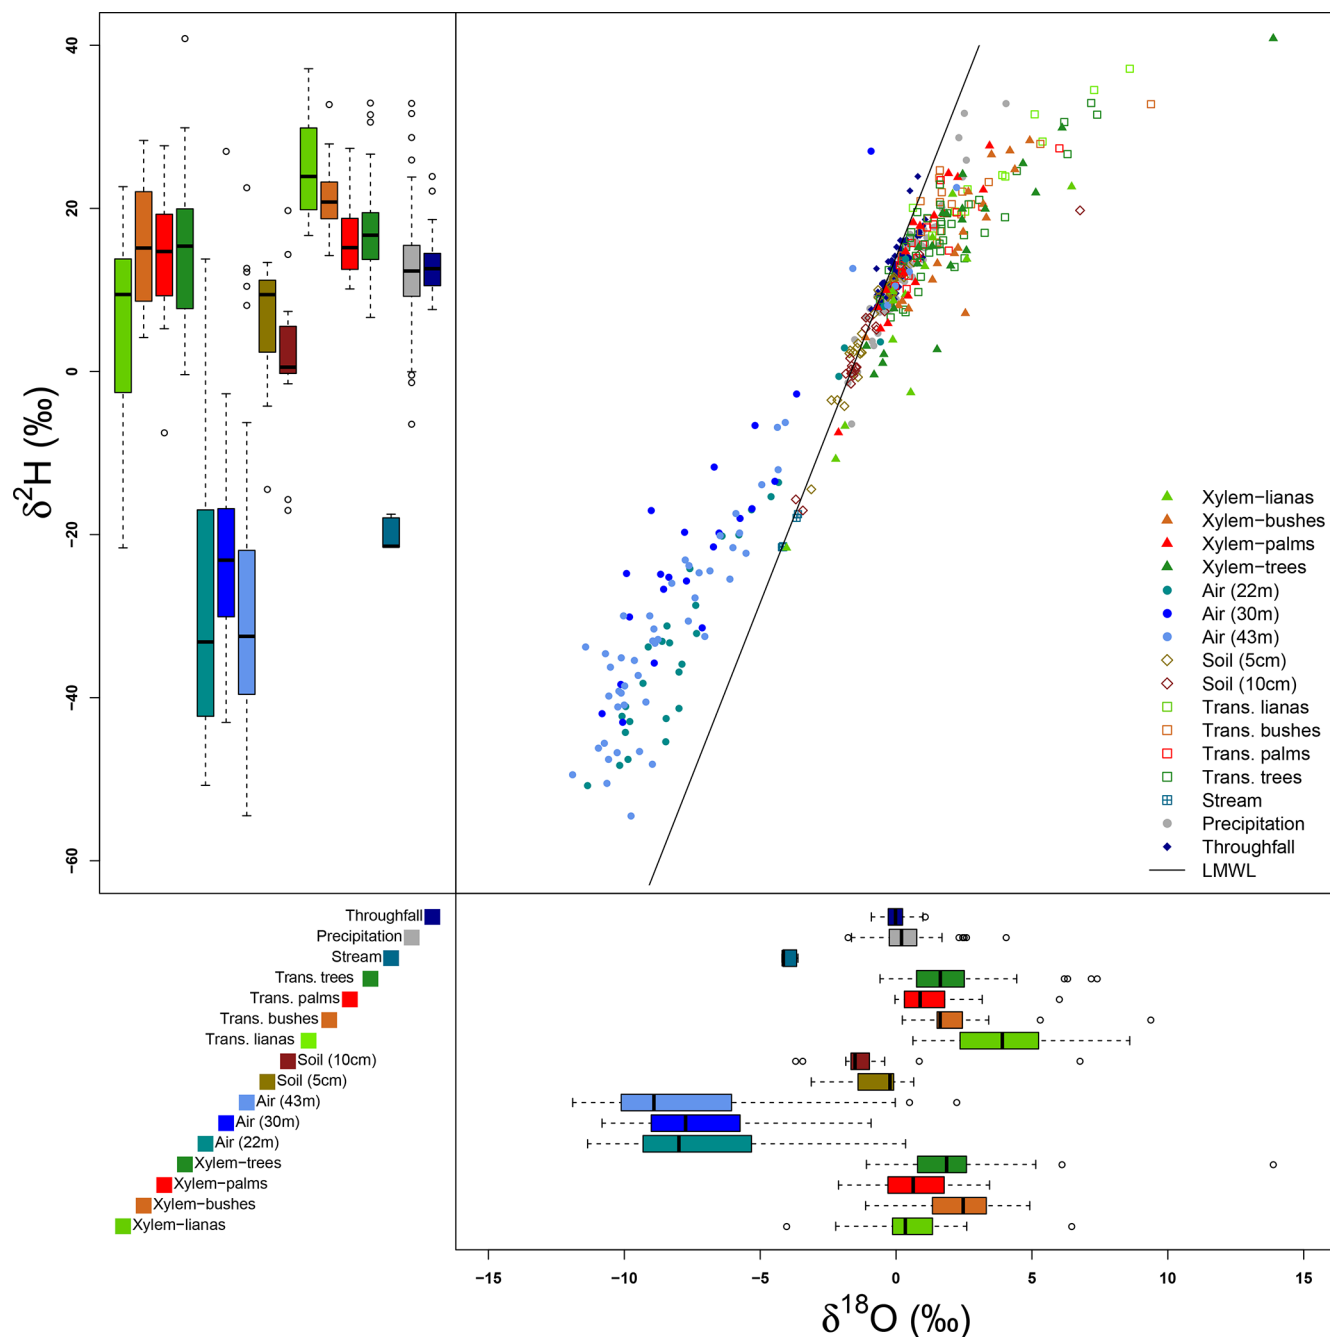 40
20
0
−20
−40
−60
δ²H (‰)
Xylem−lianas
Xylem−bushes
Xylem−palms
Xylem−trees
Air (22m)
Air (30m)
Air (43m)
Soil (5cm)
Soil (10cm)
Trans. lianas
Trans. bushes
Trans. palms
Trans. trees
Stream
Precipitation
Throughfall
LMWL
Throughfall
Precipitation
Stream
Trans. trees
Trans. palms
Trans. bushes
Trans. lianas
Soil (10cm)
Soil (5cm)
Air (43m)
Air (30m)
Air (22m)
Xylem−trees
Xylem−palms
Xylem−bushes
Xylem−lianas
−15 −10 −5 0 5 10 15
δ¹⁸O (‰)